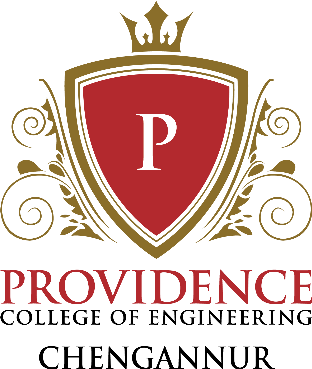 P
PROVIDENCE
COLLEGE OF ENGINEERING
CHENGANNUR